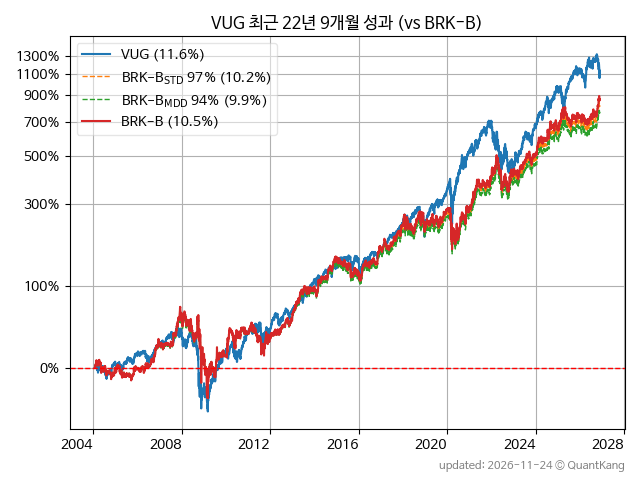 VUG 최근 22년 9개월 성과 (vs BRK-B)
VUG (11.6%)
BRK-BSTD 97% (10.2%)
BRK-BMDD 94% (9.9%)
BRK-B (10.5%)
1300%
1100%
900%
700%
500%
300%
100%
0%
2004 2008 2012 2016 2020 2024 2028
updated: 2026-11-24 © QuantKang